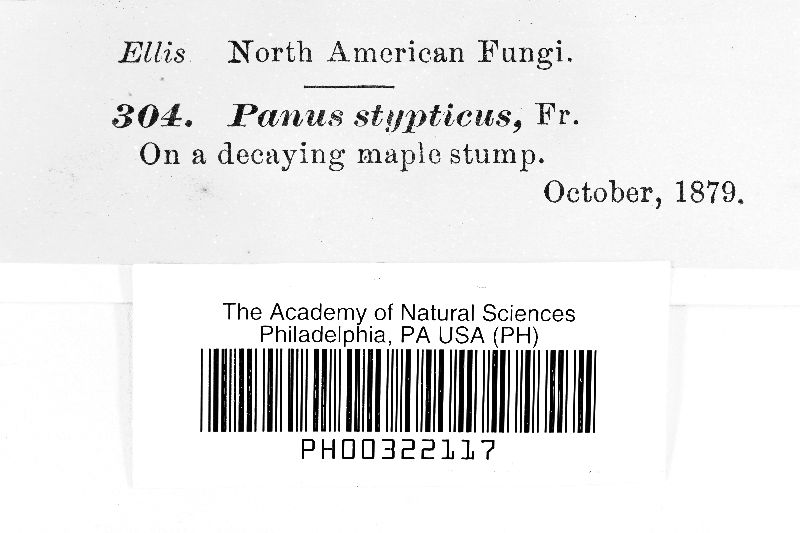 Ellis North American Fungi.
304. Panus stypticus, Fr.
On a decaying maple stump.
October, 1879.
The Academy of Natural Sciences
Philadelphia, PA USA (PH)
PH00322117